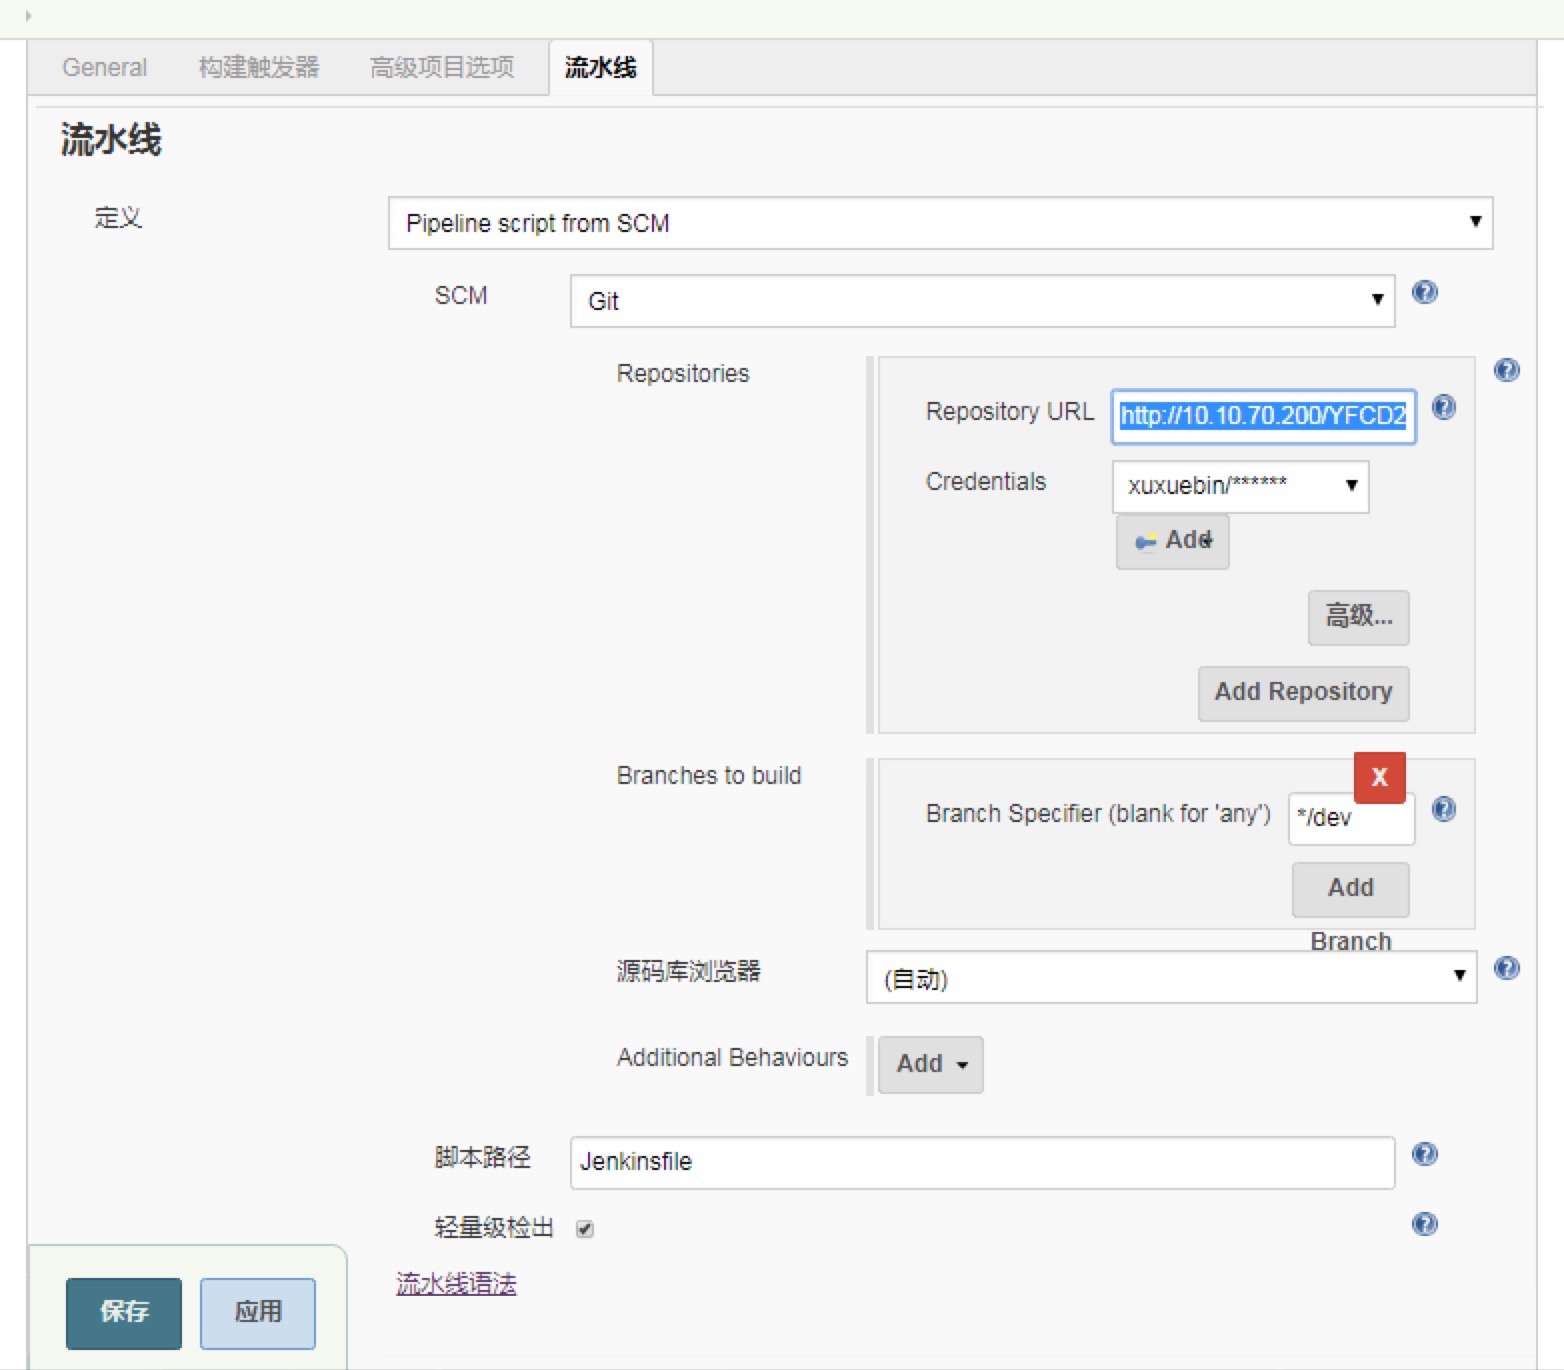 General 构建触发器 高级项目选项 流水线
流水线
定义 Pipeline script from SCM
SCM Git
Repositories
Repository URL http://10.10.70.200/YFCD2
Credentials xuxuebin/******
Add
高级...
Add Repository
Branches to build
X
Branch Specifier (blank for 'any') */dev
Add
Branch
源码库浏览器 (自动)
Additional Behaviours Add
脚本路径 Jenkinsfile
轻量级检出
流水线语法
保存 应用